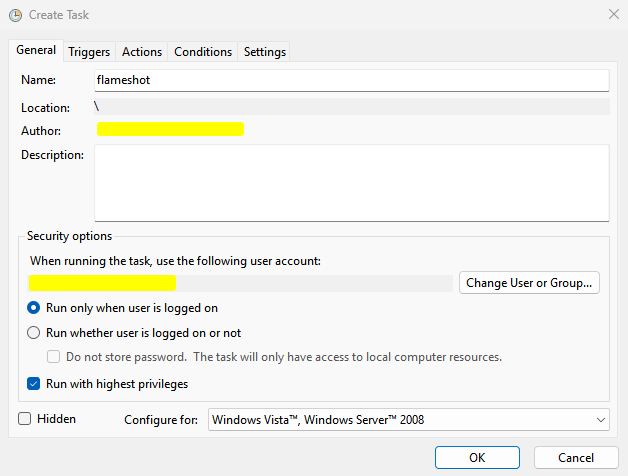 Create Task
General Triggers Actions Conditions Settings
Name: flameshot
Location: \
Author:
Description:
Security options
When running the task, use the following user account:
Change User or Group...
Run only when user is logged on
Run whether user is logged on or not
Do not store password.  The task will only have access to local computer resources.
Run with highest privileges
Hidden Configure for: Windows Vista™, Windows Server™ 2008
OK Cancel